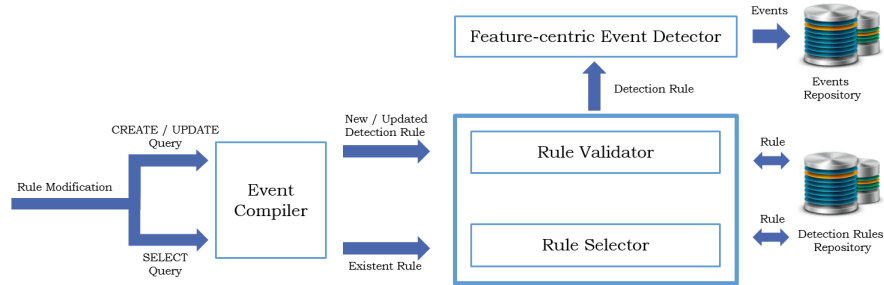 Feature-centric Event Detector
Events
Events
Repository
Detection Rule
CREATE / UPDATE
Query
New / Updated
Detection Rule
Rule Validator
Rule
Rule Modification
Event
Compiler
SELECT
Query
Existent Rule
Rule Selector
Rule
Detection Rules
Repository